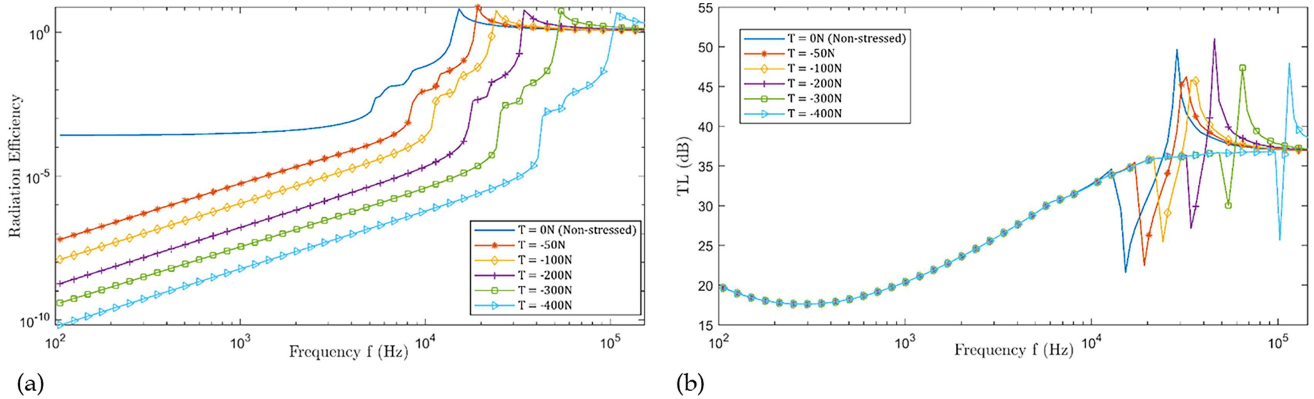 10^0
10^-5
10^-10
Radiation Efficiency
T = 0N (Non-stressed)
T = -50N
T = -100N
T = -200N
T = -300N
T = -400N
10^2
10^3
10^4
10^5
Frequency f (Hz)
(a)
55
50
45
40
35
30
25
20
15
TL (dB)
T = 0N (Non-stressed)
T = -50N
T = -100N
T = -200N
T = -300N
T = -400N
10^2
10^3
10^4
10^5
Frequency f (Hz)
(b)